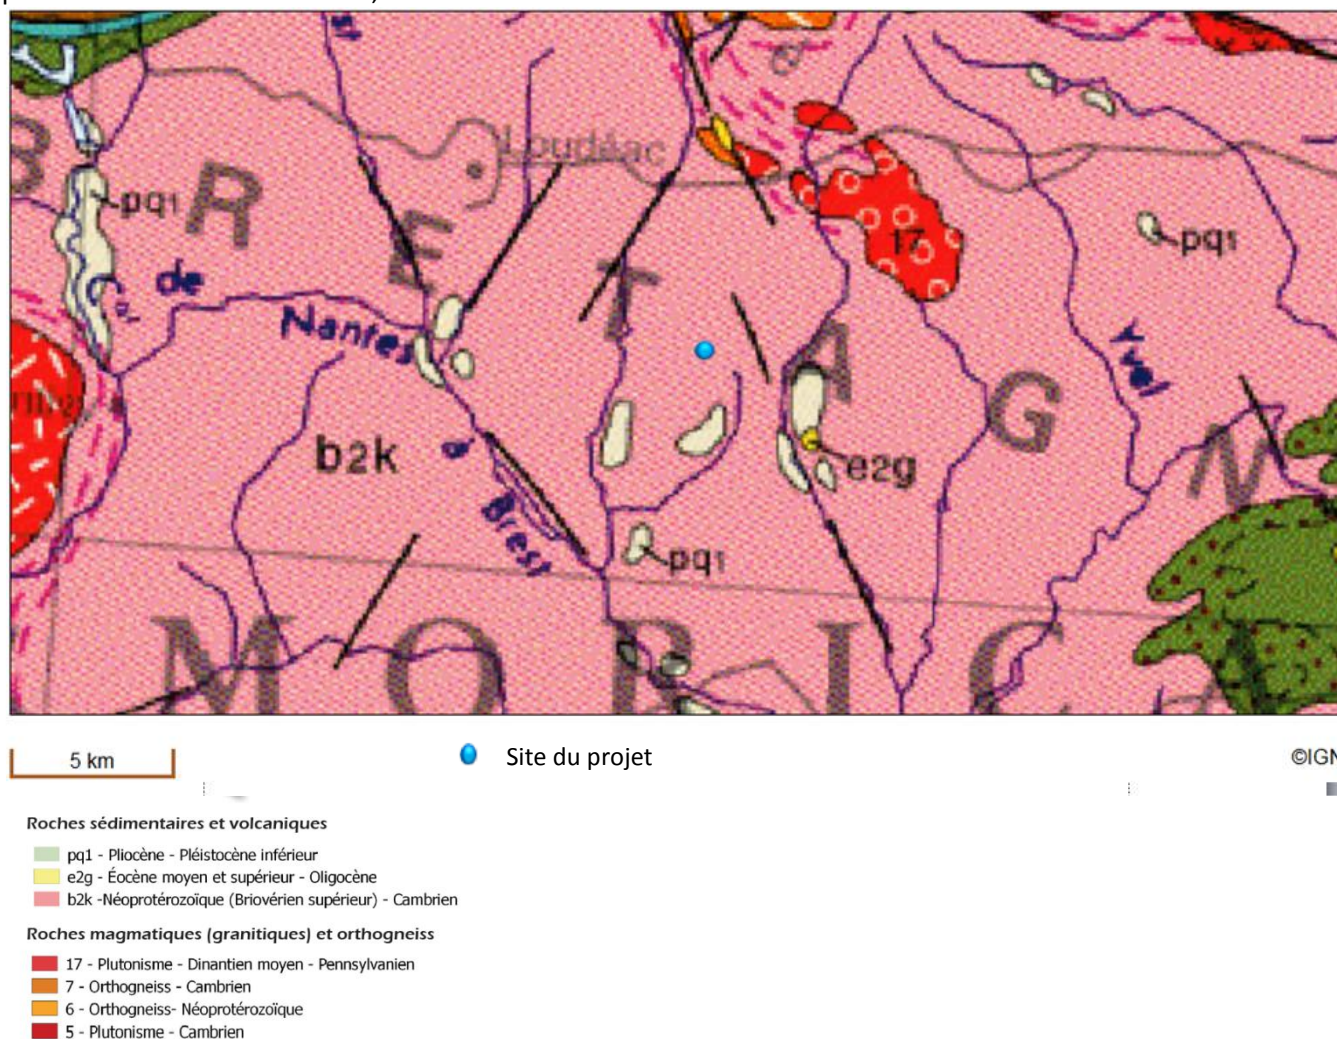 Loudéac
B R E T A G N
pq1
pq1
17
de
Nantes
Yvel
b2k
à
e2g
Brest
pq1
M O R I C
5 km
Site du projet
©IGN
Roches sédimentaires et volcaniques
pq1 - Pliocène - Pléistocène inférieur
e2g - Éocène moyen et supérieur - Oligocène
b2k -Néoprotérozoïque (Briovérien supérieur) - Cambrien
Roches magmatiques (granitiques) et orthogneiss
17 - Plutonisme - Dinantien moyen - Pennsylvanien
7 - Orthogneiss - Cambrien
6 - Orthogneiss- Néoprotérozoïque
5 - Plutonisme - Cambrien